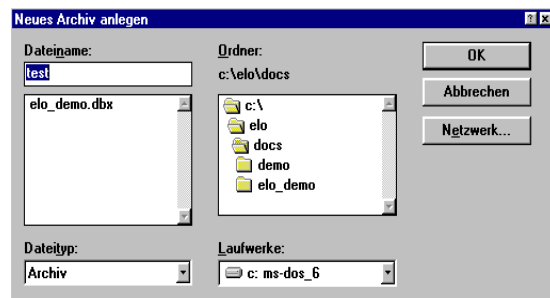 Neues Archiv anlegen
Dateiname:
test
elo_demo.dbx
Dateityp:
Archiv
Ordner:
c:\elo\docs
c:\
elo
docs
demo
elo_demo
Laufwerke:
c: ms-dos_6
OK
Abbrechen
Netzwerk...